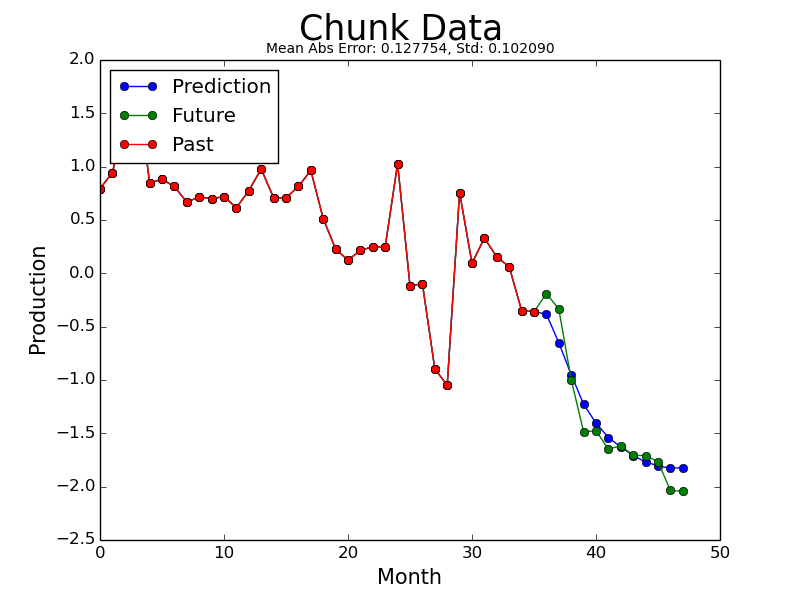 Chunk Data
Mean Abs Error: 0.127754, Std: 0.102090
2.0
1.5
1.0
0.5
0.0
−0.5
−1.0
−1.5
−2.0
−2.5
Production
Prediction
Future
Past
0 10 20 30 40 50
Month